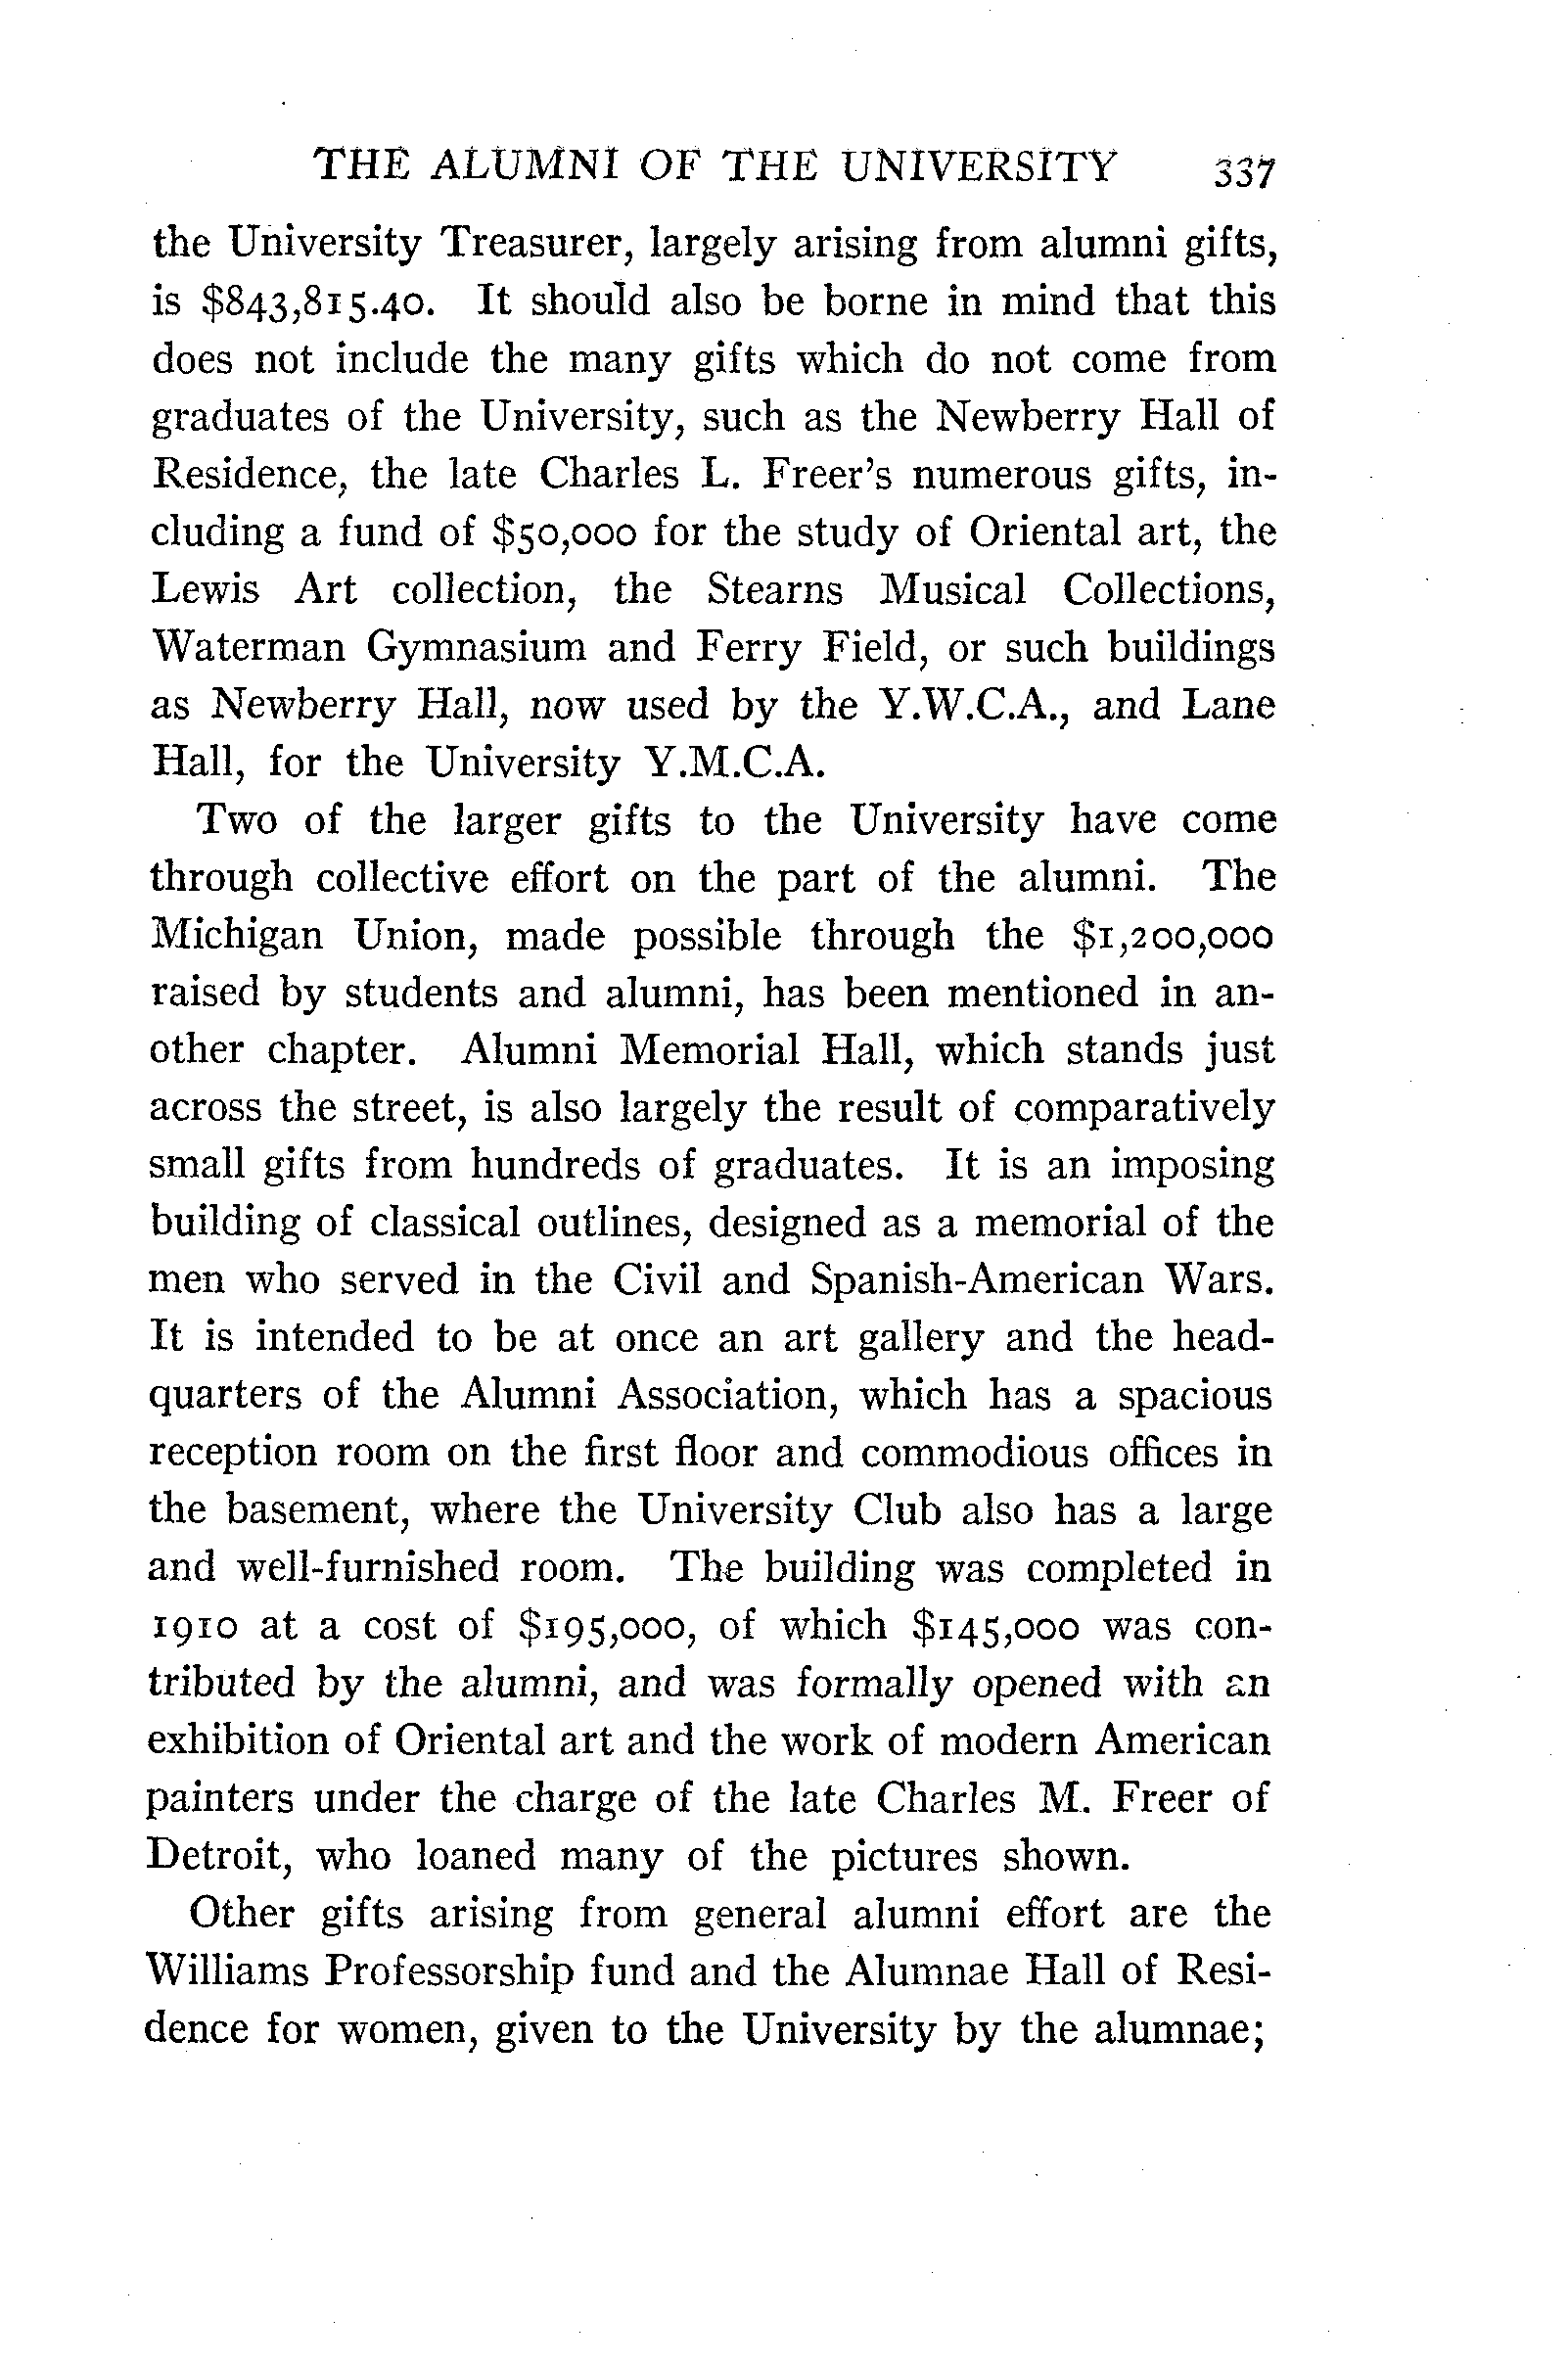 THE ALUMNI OF THE UNIVERSITY 337
the University Treasurer, largely arising from alumni gifts,
is $843,815.40. It should also be borne in mind that this
does not include the many gifts which do not come from
graduates of the University, such as the Newberry Hall of
Residence, the late Charles L. Freer's numerous gifts, in-
cluding a fund of $50,000 for the study of Oriental art, the
Lewis Art collection, the Stearns Musical Collections,
Waterman Gymnasium and Ferry Field, or such buildings
as Newberry Hall, now used by the Y.W.C.A., and Lane
Hall, for the University Y.M.C.A.
Two of the larger gifts to the University have come
through collective effort on the part of the alumni. The
Michigan Union, made possible through the $1,200,000
raised by students and alumni, has been mentioned in an-
other chapter. Alumni Memorial Hall, which stands just
across the street, is also largely the result of comparatively
small gifts from hundreds of graduates. It is an imposing
building of classical outlines, designed as a memorial of the
men who served in the Civil and Spanish-American Wars.
It is intended to be at once an art gallery and the head-
quarters of the Alumni Association, which has a spacious
reception room on the first floor and commodious offices in
the basement, where the University Club also has a large
and well-furnished room. The building was completed in
1910 at a cost of $195,000, of which $145,000 was con-
tributed by the alumni, and was formally opened with an
exhibition of Oriental art and the work of modern American
painters under the charge of the late Charles M. Freer of
Detroit, who loaned many of the pictures shown.
Other gifts arising from general alumni effort are the
Williams Professorship fund and the Alumnae Hall of Resi-
dence for women, given to the University by the alumnae;